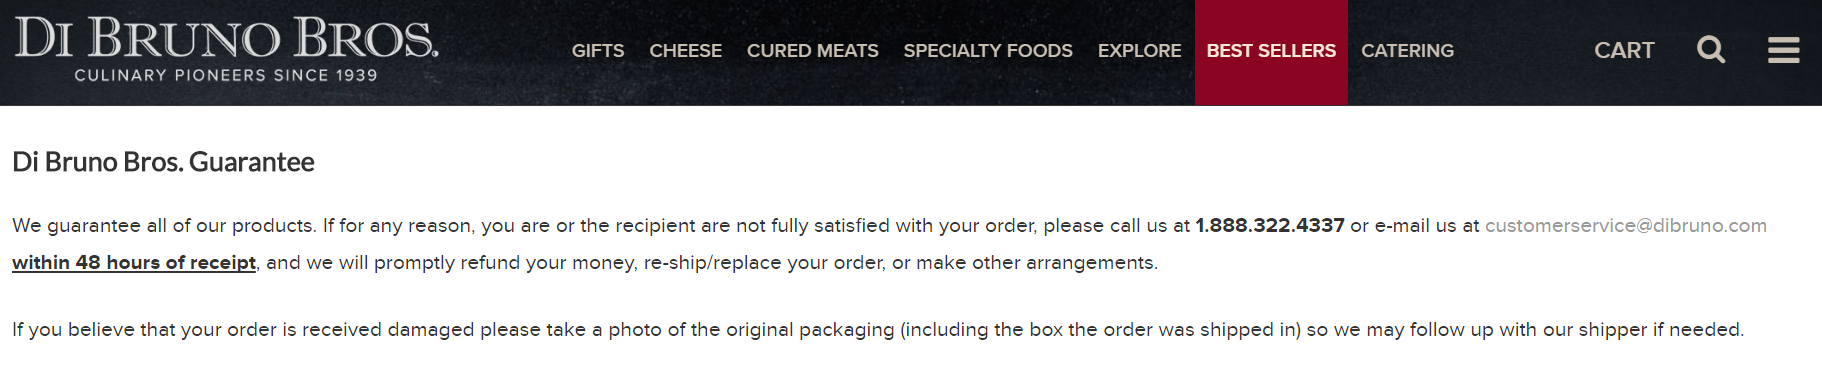 DI BRUNO BROS.
CULINARY PIONEERS SINCE 1939
GIFTS CHEESE CURED MEATS SPECIALTY FOODS EXPLORE BEST SELLERS CATERING CART
Di Bruno Bros. Guarantee
We guarantee all of our products. If for any reason, you are or the recipient are not fully satisfied with your order, please call us at 1.888.322.4337 or e-mail us at customerservice@dibruno.com
within 48 hours of receipt, and we will promptly refund your money, re-ship/replace your order, or make other arrangements.
If you believe that your order is received damaged please take a photo of the original packaging (including the box the order was shipped in) so we may follow up with our shipper if needed.